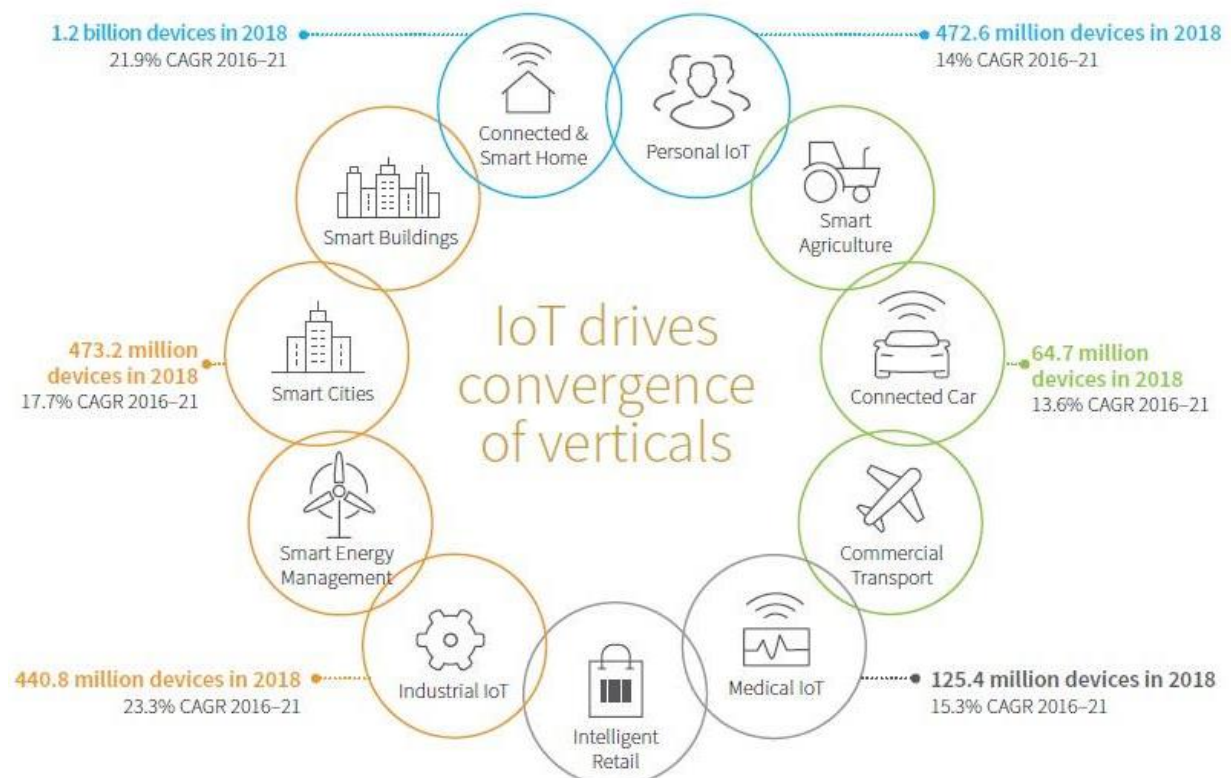 1.2 billion devices in 2018
21.9% CAGR 2016–21
472.6 million devices in 2018
14% CAGR 2016–21
Connected &
Smart Home
Personal IoT
Smart Buildings
Smart
Agriculture
IoT drives
convergence
of verticals
473.2 million
devices in 2018
17.7% CAGR 2016–21
Smart Cities
Connected Car
64.7 million
devices in 2018
13.6% CAGR 2016–21
Smart Energy
Management
Commercial
Transport
440.8 million devices in 2018
23.3% CAGR 2016–21
Industrial IoT
Intelligent
Retail
Medical IoT
125.4 million devices in 2018
15.3% CAGR 2016–21